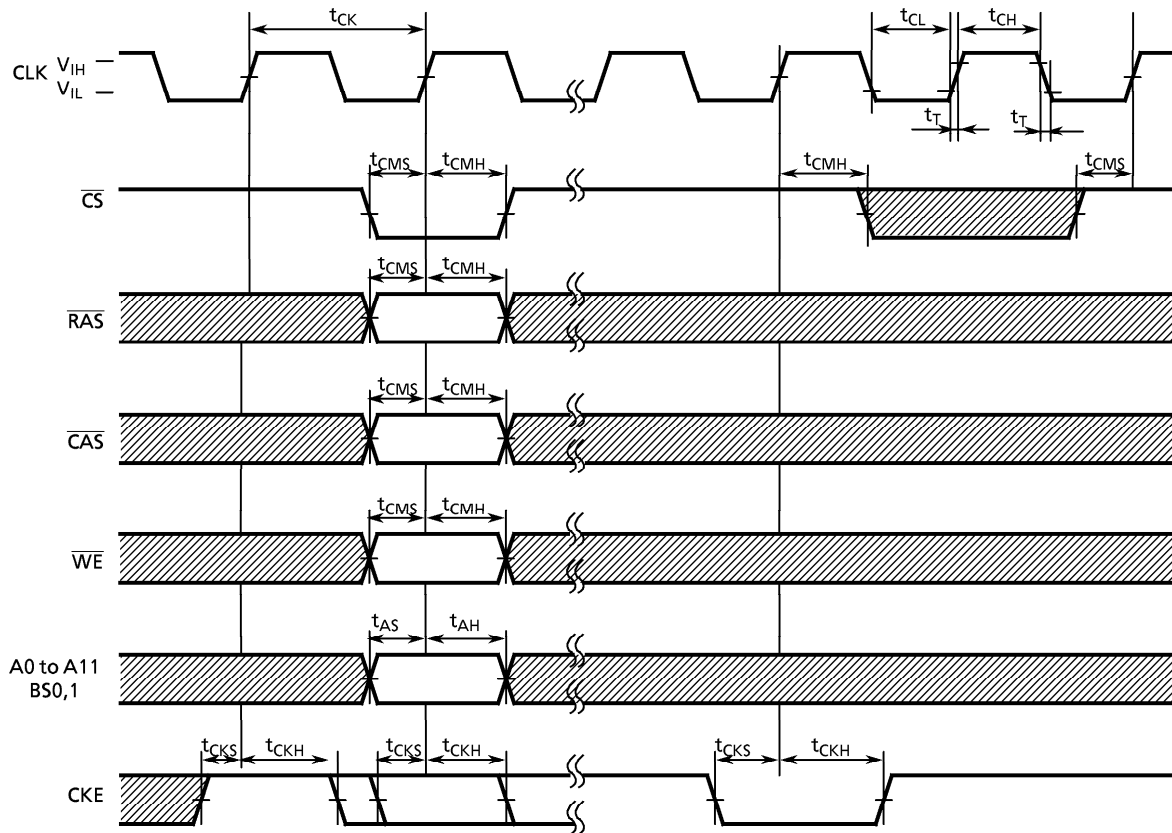 tCK
tCL
tCH
CLK
VIH
VIL
tT
tT
tCMS
tCMH
tCMH
tCMS
CS
tCMS
tCMH
RAS
tCMS
tCMH
CAS
tCMS
tCMH
WE
tAS
tAH
A0 to A11
BS0,1
tCKS
tCKH
tCKS
tCKH
tCKS
tCKH
CKE